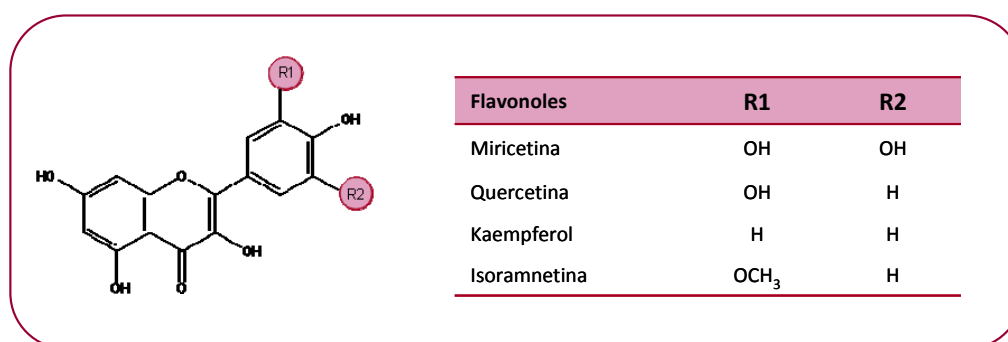 R1
OH
HO
O
R2
OH
OH
O
Flavonoles R1 R2
Miricetina OH OH
Quercetina OH H
Kaempferol H H
Isoramnetina OCH3 H